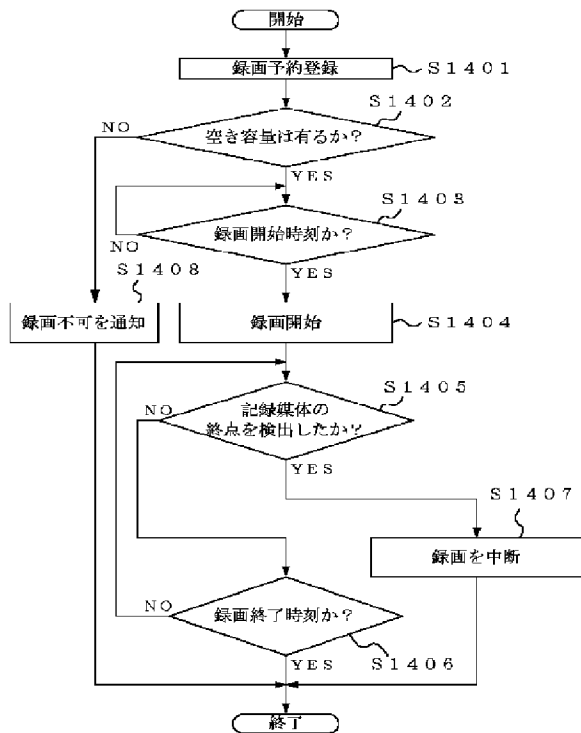 開始
録画予約登録
S1401
S1402
空き容量は有るか？
NO
YES
S1403
録画開始時刻か？
NO
YES
S1408
録画不可を通知
録画開始
S1404
S1405
記録媒体の
終点を検出したか？
NO
YES
S1407
録画を中断
録画終了時刻か？
NO
YES
S1406
終了